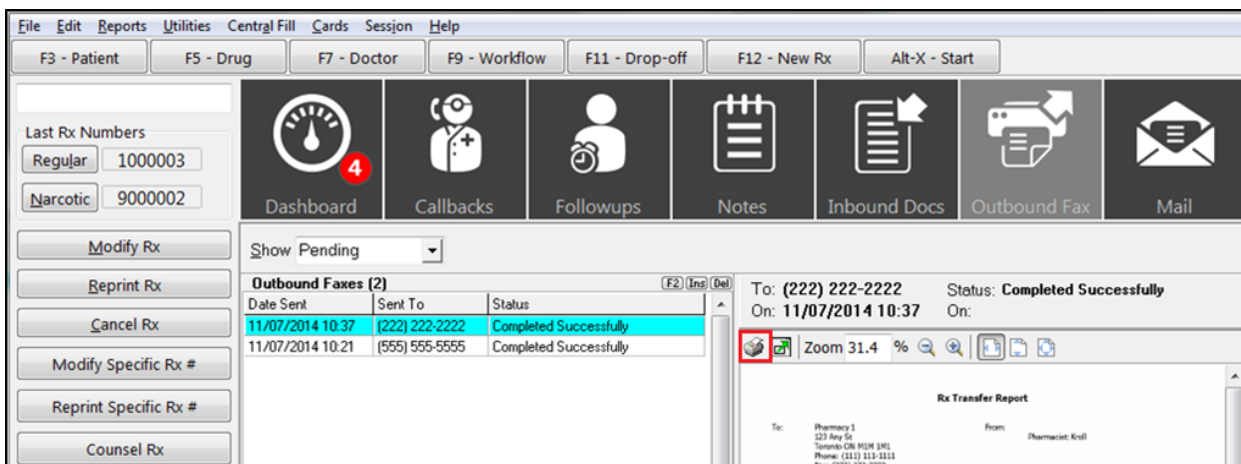 File Edit Reports Utilities Central Fill Cards Session Help
F3 - Patient F5 - Drug F7 - Doctor F9 - Workflow F11 - Drop-off F12 - New Rx Alt-X - Start
Last Rx Numbers
Regular 1000003
Narcotic 9000002
Modify Rx
Reprint Rx
Cancel Rx
Modify Specific Rx #
Reprint Specific Rx #
Counsel Rx
4
Dashboard Callbacks Followups Notes Inbound Docs Outbound Fax Mail
Show Pending
Outbound Faxes (2) F2 Ins Del
Date Sent Sent To Status
11/07/2014 10:37 (222) 222-2222 Completed Successfully
11/07/2014 10:21 (555) 555-5555 Completed Successfully
To: (222) 222-2222 Status: Completed Successfully
On: 11/07/2014 10:37 On:
Zoom 31.4 %
Rx Transfer Report
To: Pharmacy 1 From:
123 Any St Pharmacist: Kroll
Toronto ON M1M 1M1
Phone: (111) 111-1111